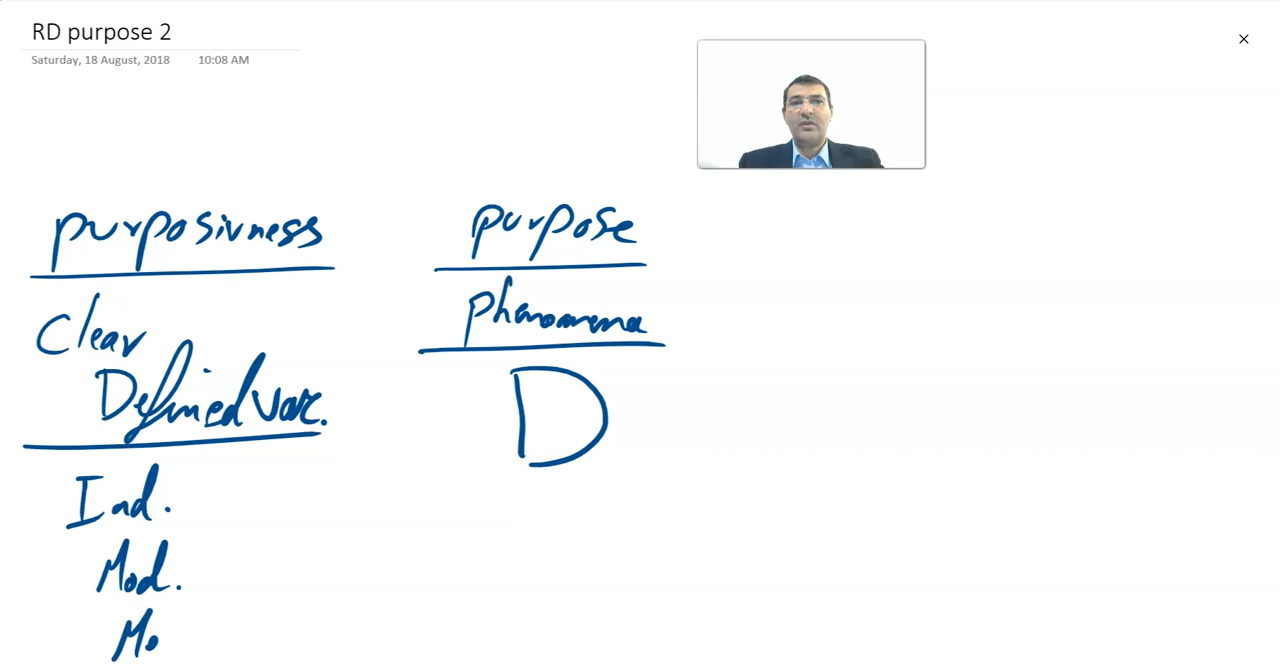 RD purpose 2
Saturday, 18 August, 2018 10:08 AM
purposivness
Clear
Defined Var.
Ind.
Mod.
Mo
purpose
phenomena
D